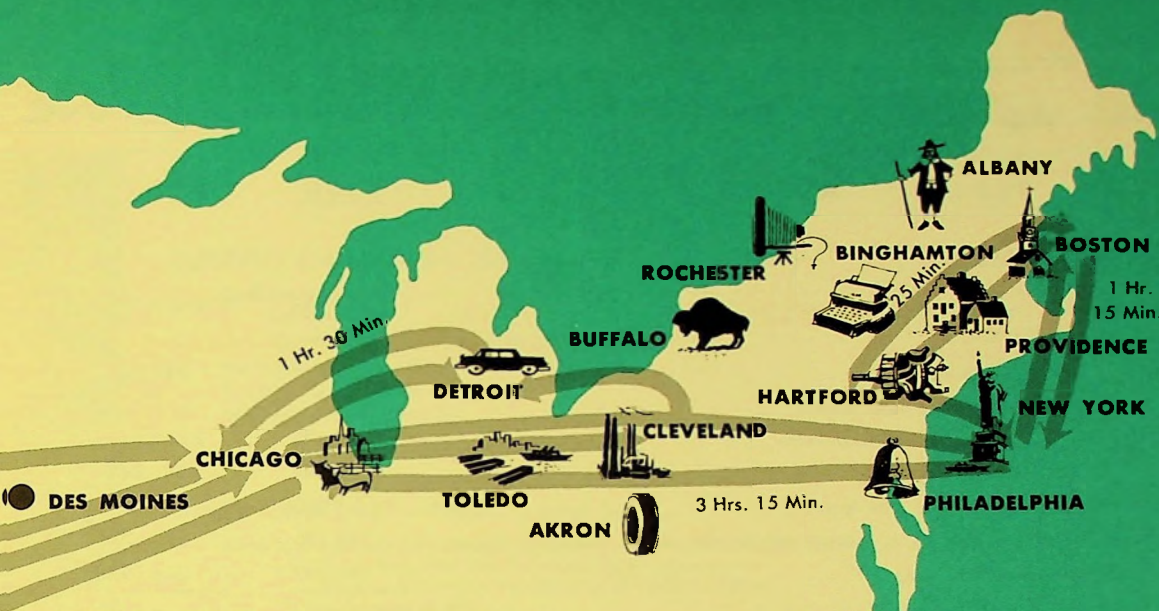 ALBANY
BOSTON
BINGHAMTON
ROCHESTER
25 Min.
1 Hr.
15 Min.
1 Hr. 30 Min.
BUFFALO
PROVIDENCE
DETROIT
HARTFORD
NEW YORK
CLEVELAND
CHICAGO
DES MOINES
TOLEDO
3 Hrs. 15 Min.
PHILADELPHIA
AKRON